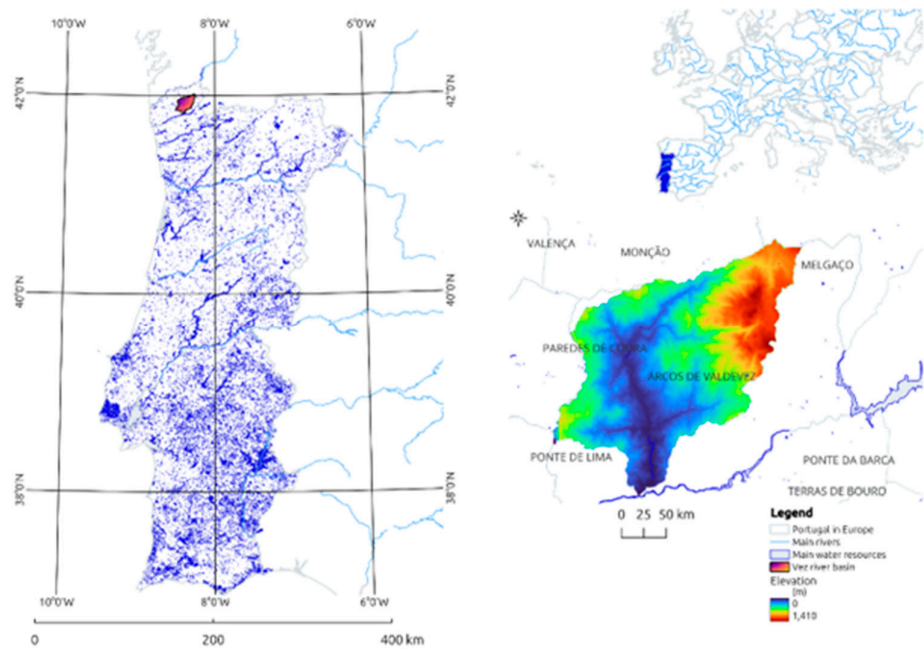 10°0'W 8°0'W 6°0'W
42°0'N 42°0'N
40°0'N 40°0'N
38°0'N 38°0'N
10°0'W 8°0'W 6°0'W
0 200 400 km
VALENÇA
MONÇÃO
MELGAÇO
PAREDES DE COURA
ARCOS DE VALDEVEZ
PONTE DE LIMA
PONTE DA BARCA
TERRAS DE BOURO
0 25 50 km
Legend
Portugal in Europe
Main rivers
Main water resources
Vez river basin
Elevation
(m)
0
1,410